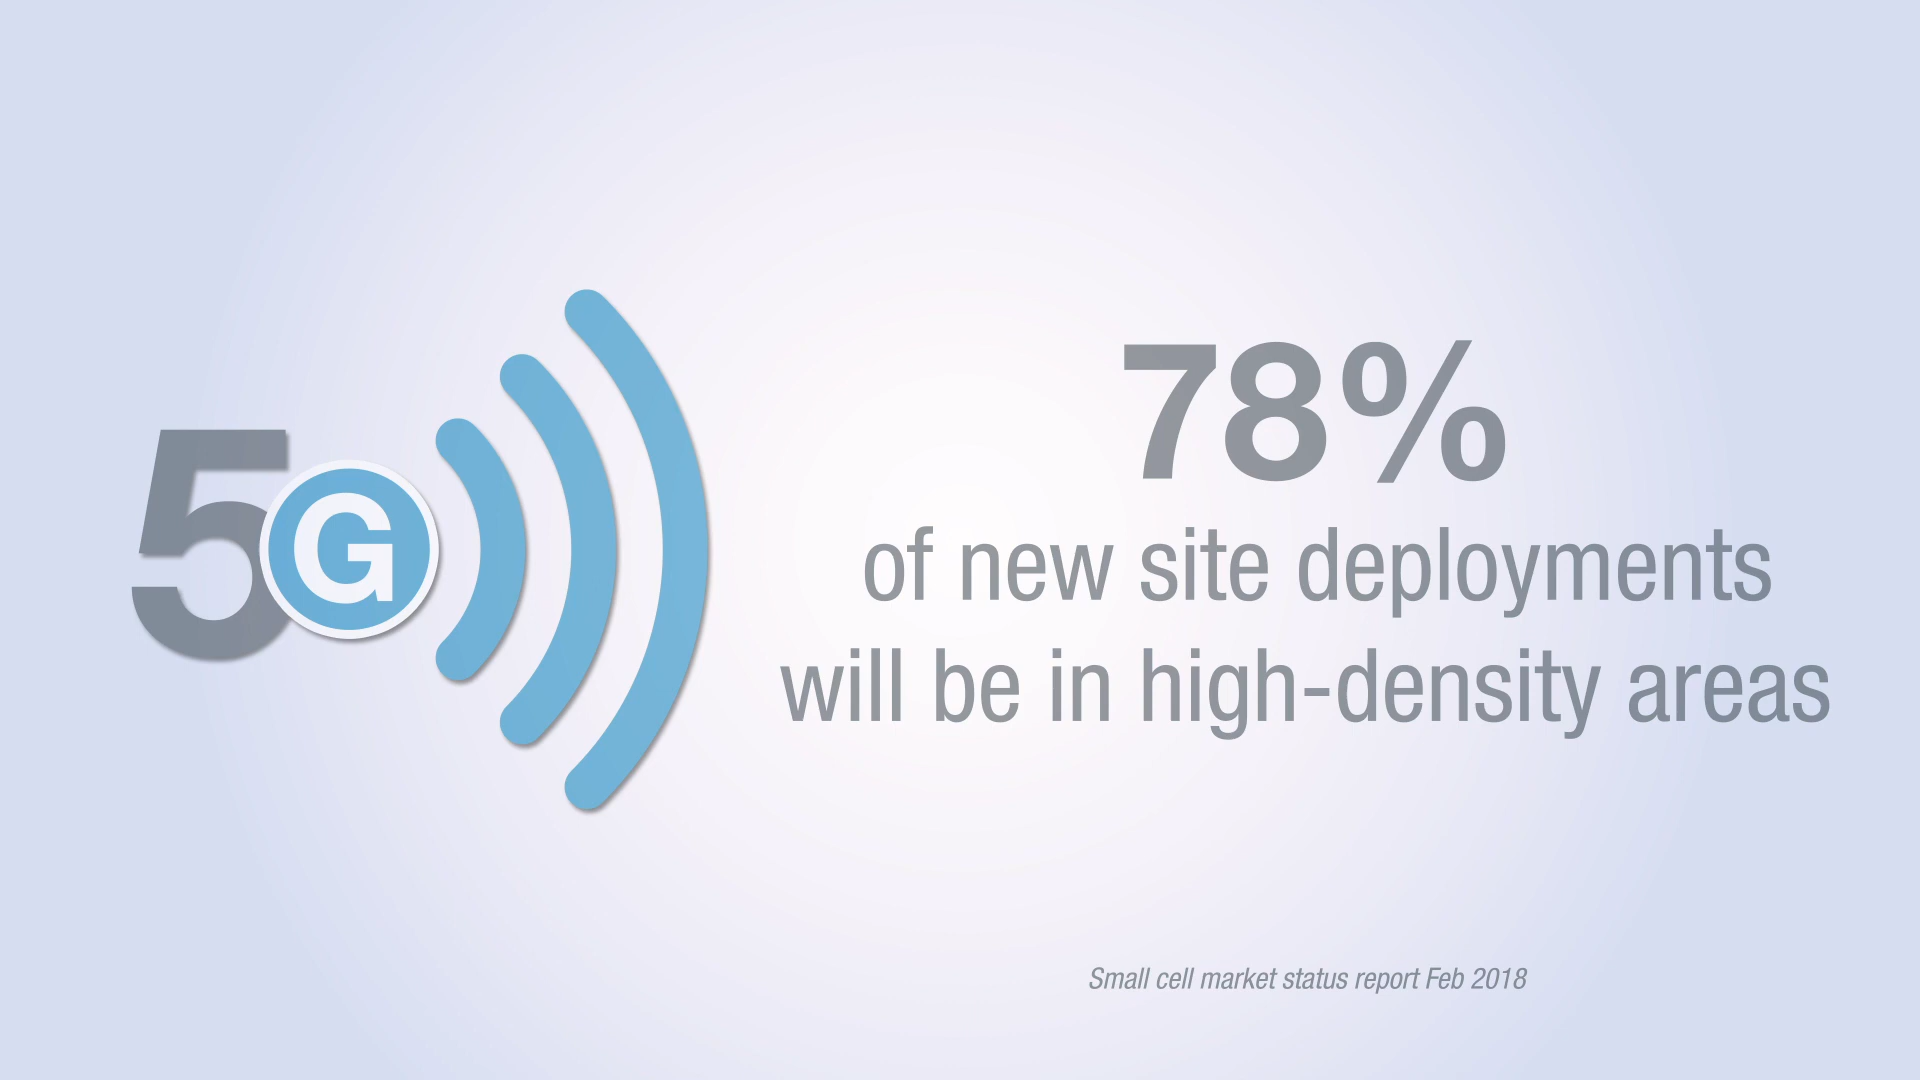 5G
78%
of new site deployments
will be in high-density areas
Small cell market status report Feb 2018